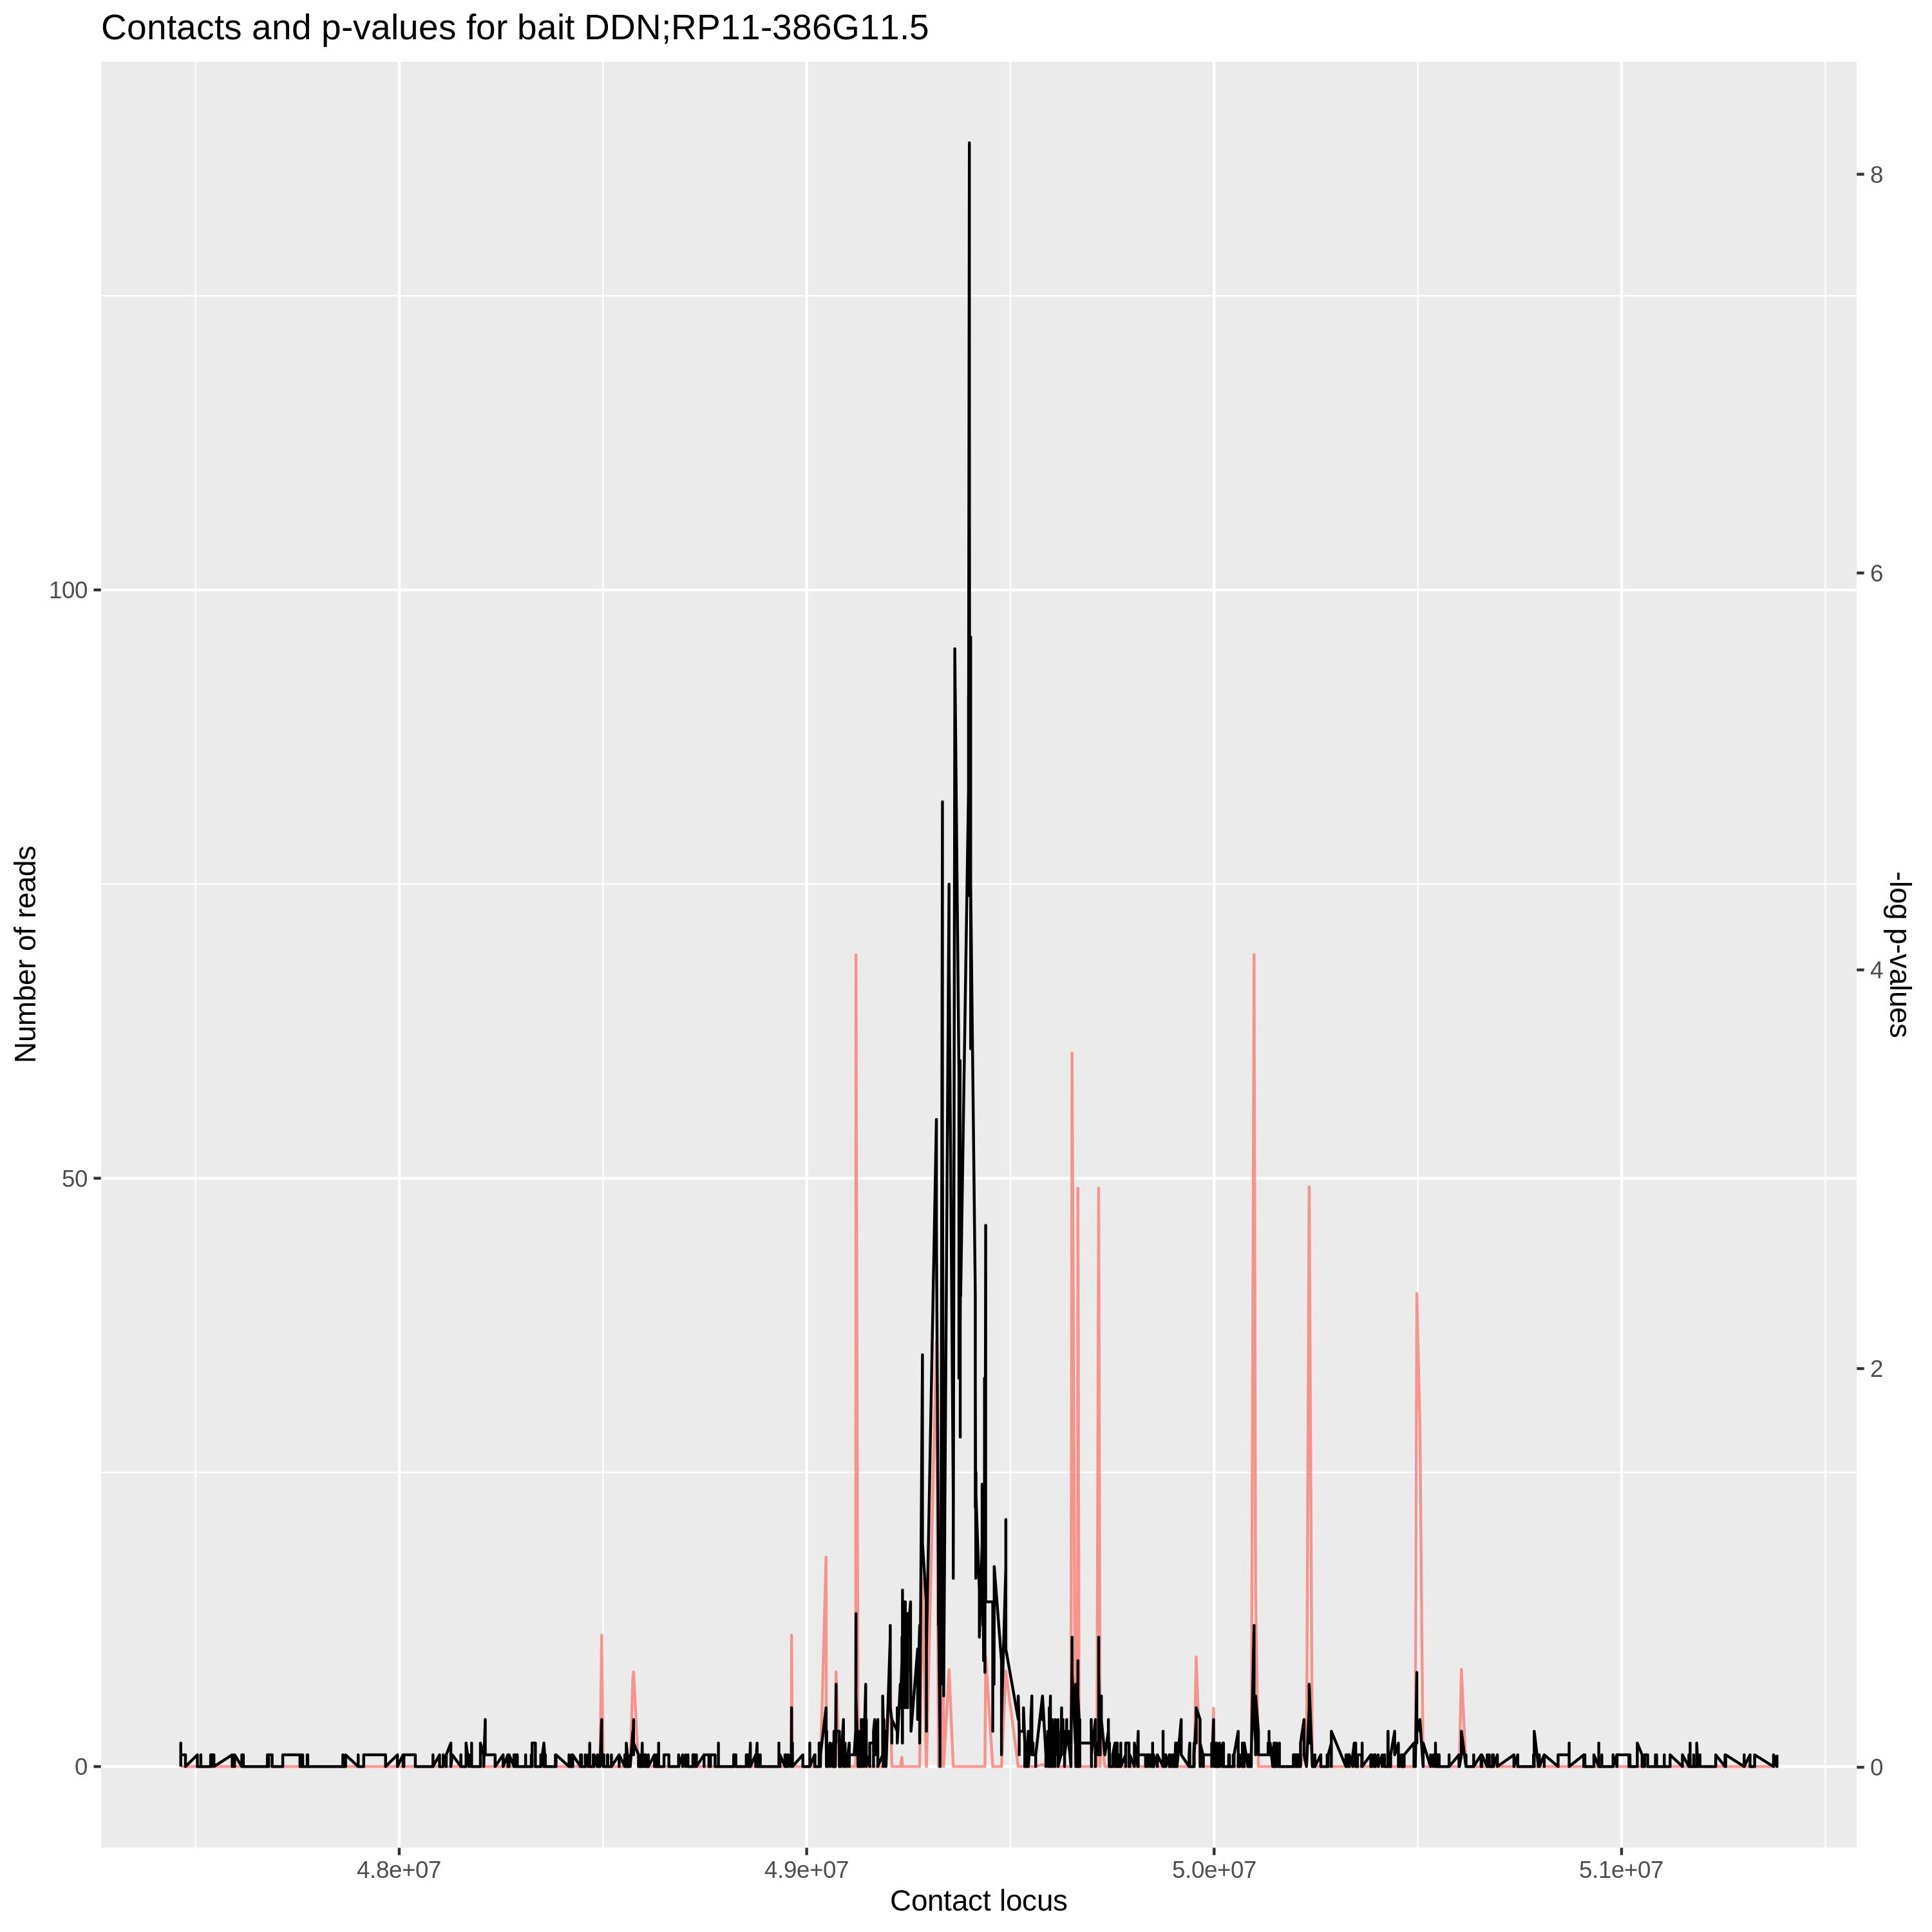 Contacts and p-values for bait DDN;RP11-386G11.5
Number of reads
100
50
0
8
6
4
2
0
-log p-values
4.8e+07
4.9e+07
5.0e+07
5.1e+07
Contact locus